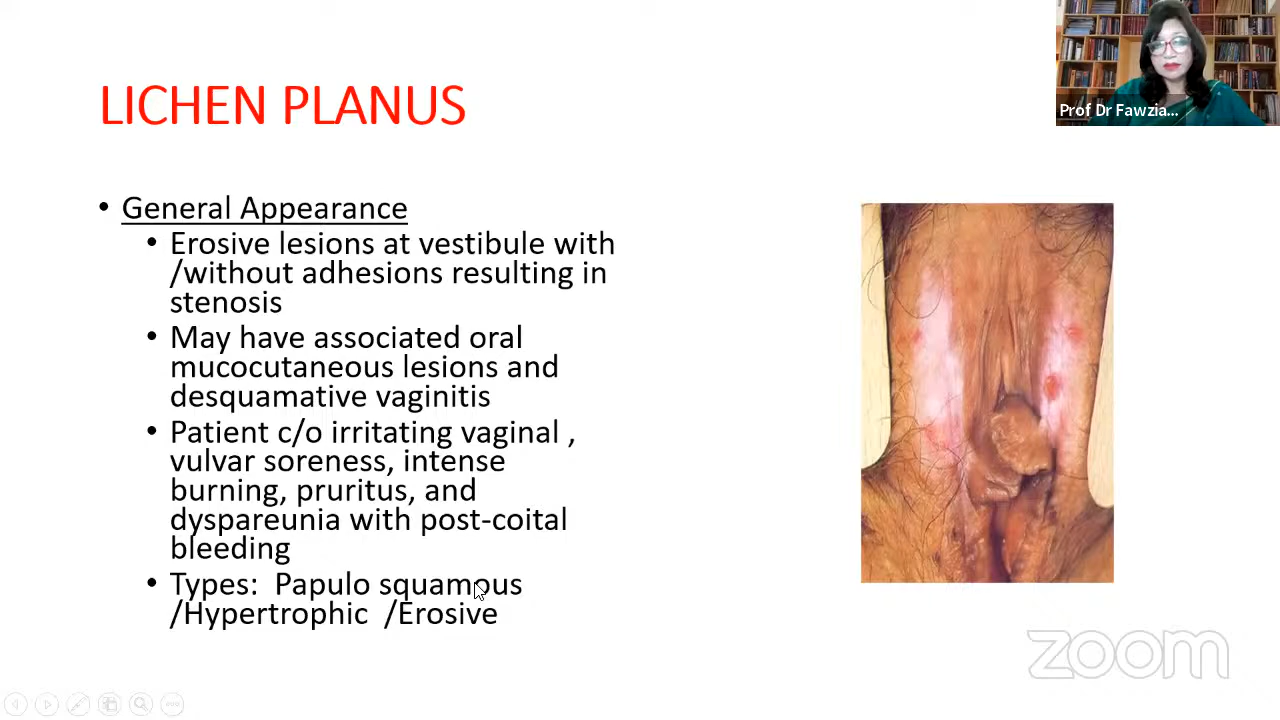 Prof Dr Fawzia...
LICHEN PLANUS
• General Appearance
• Erosive lesions at vestibule with
/without adhesions resulting in
stenosis
• May have associated oral
mucocutaneous lesions and
desquamative vaginitis
• Patient c/o irritating vaginal ,
vulvar soreness, intense
burning, pruritus, and
dyspareunia with post-coital
bleeding
• Types: Papulo squamous
/Hypertrophic /Erosive
zoom